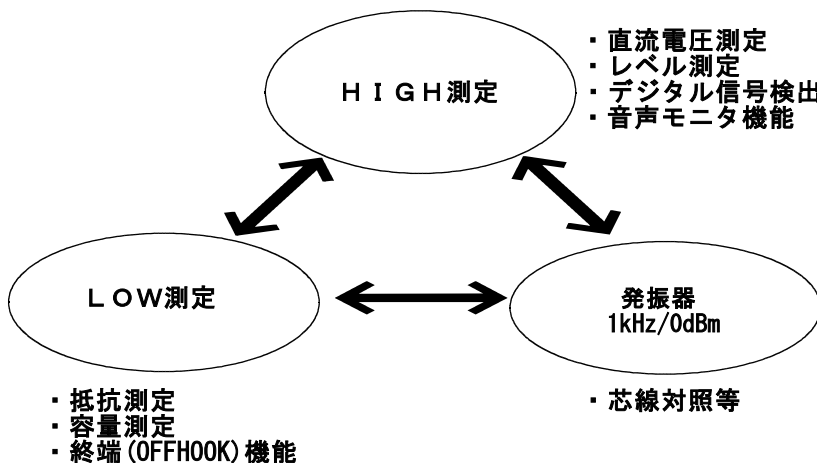 HIGH測定
・直流電圧測定
・レベル測定
・デジタル信号検出
・音声モニタ機能
LOW測定
・抵抗測定
・容量測定
・終端(OFFHOOK)機能
発振器
1kHz/0dBm
・芯線対照等